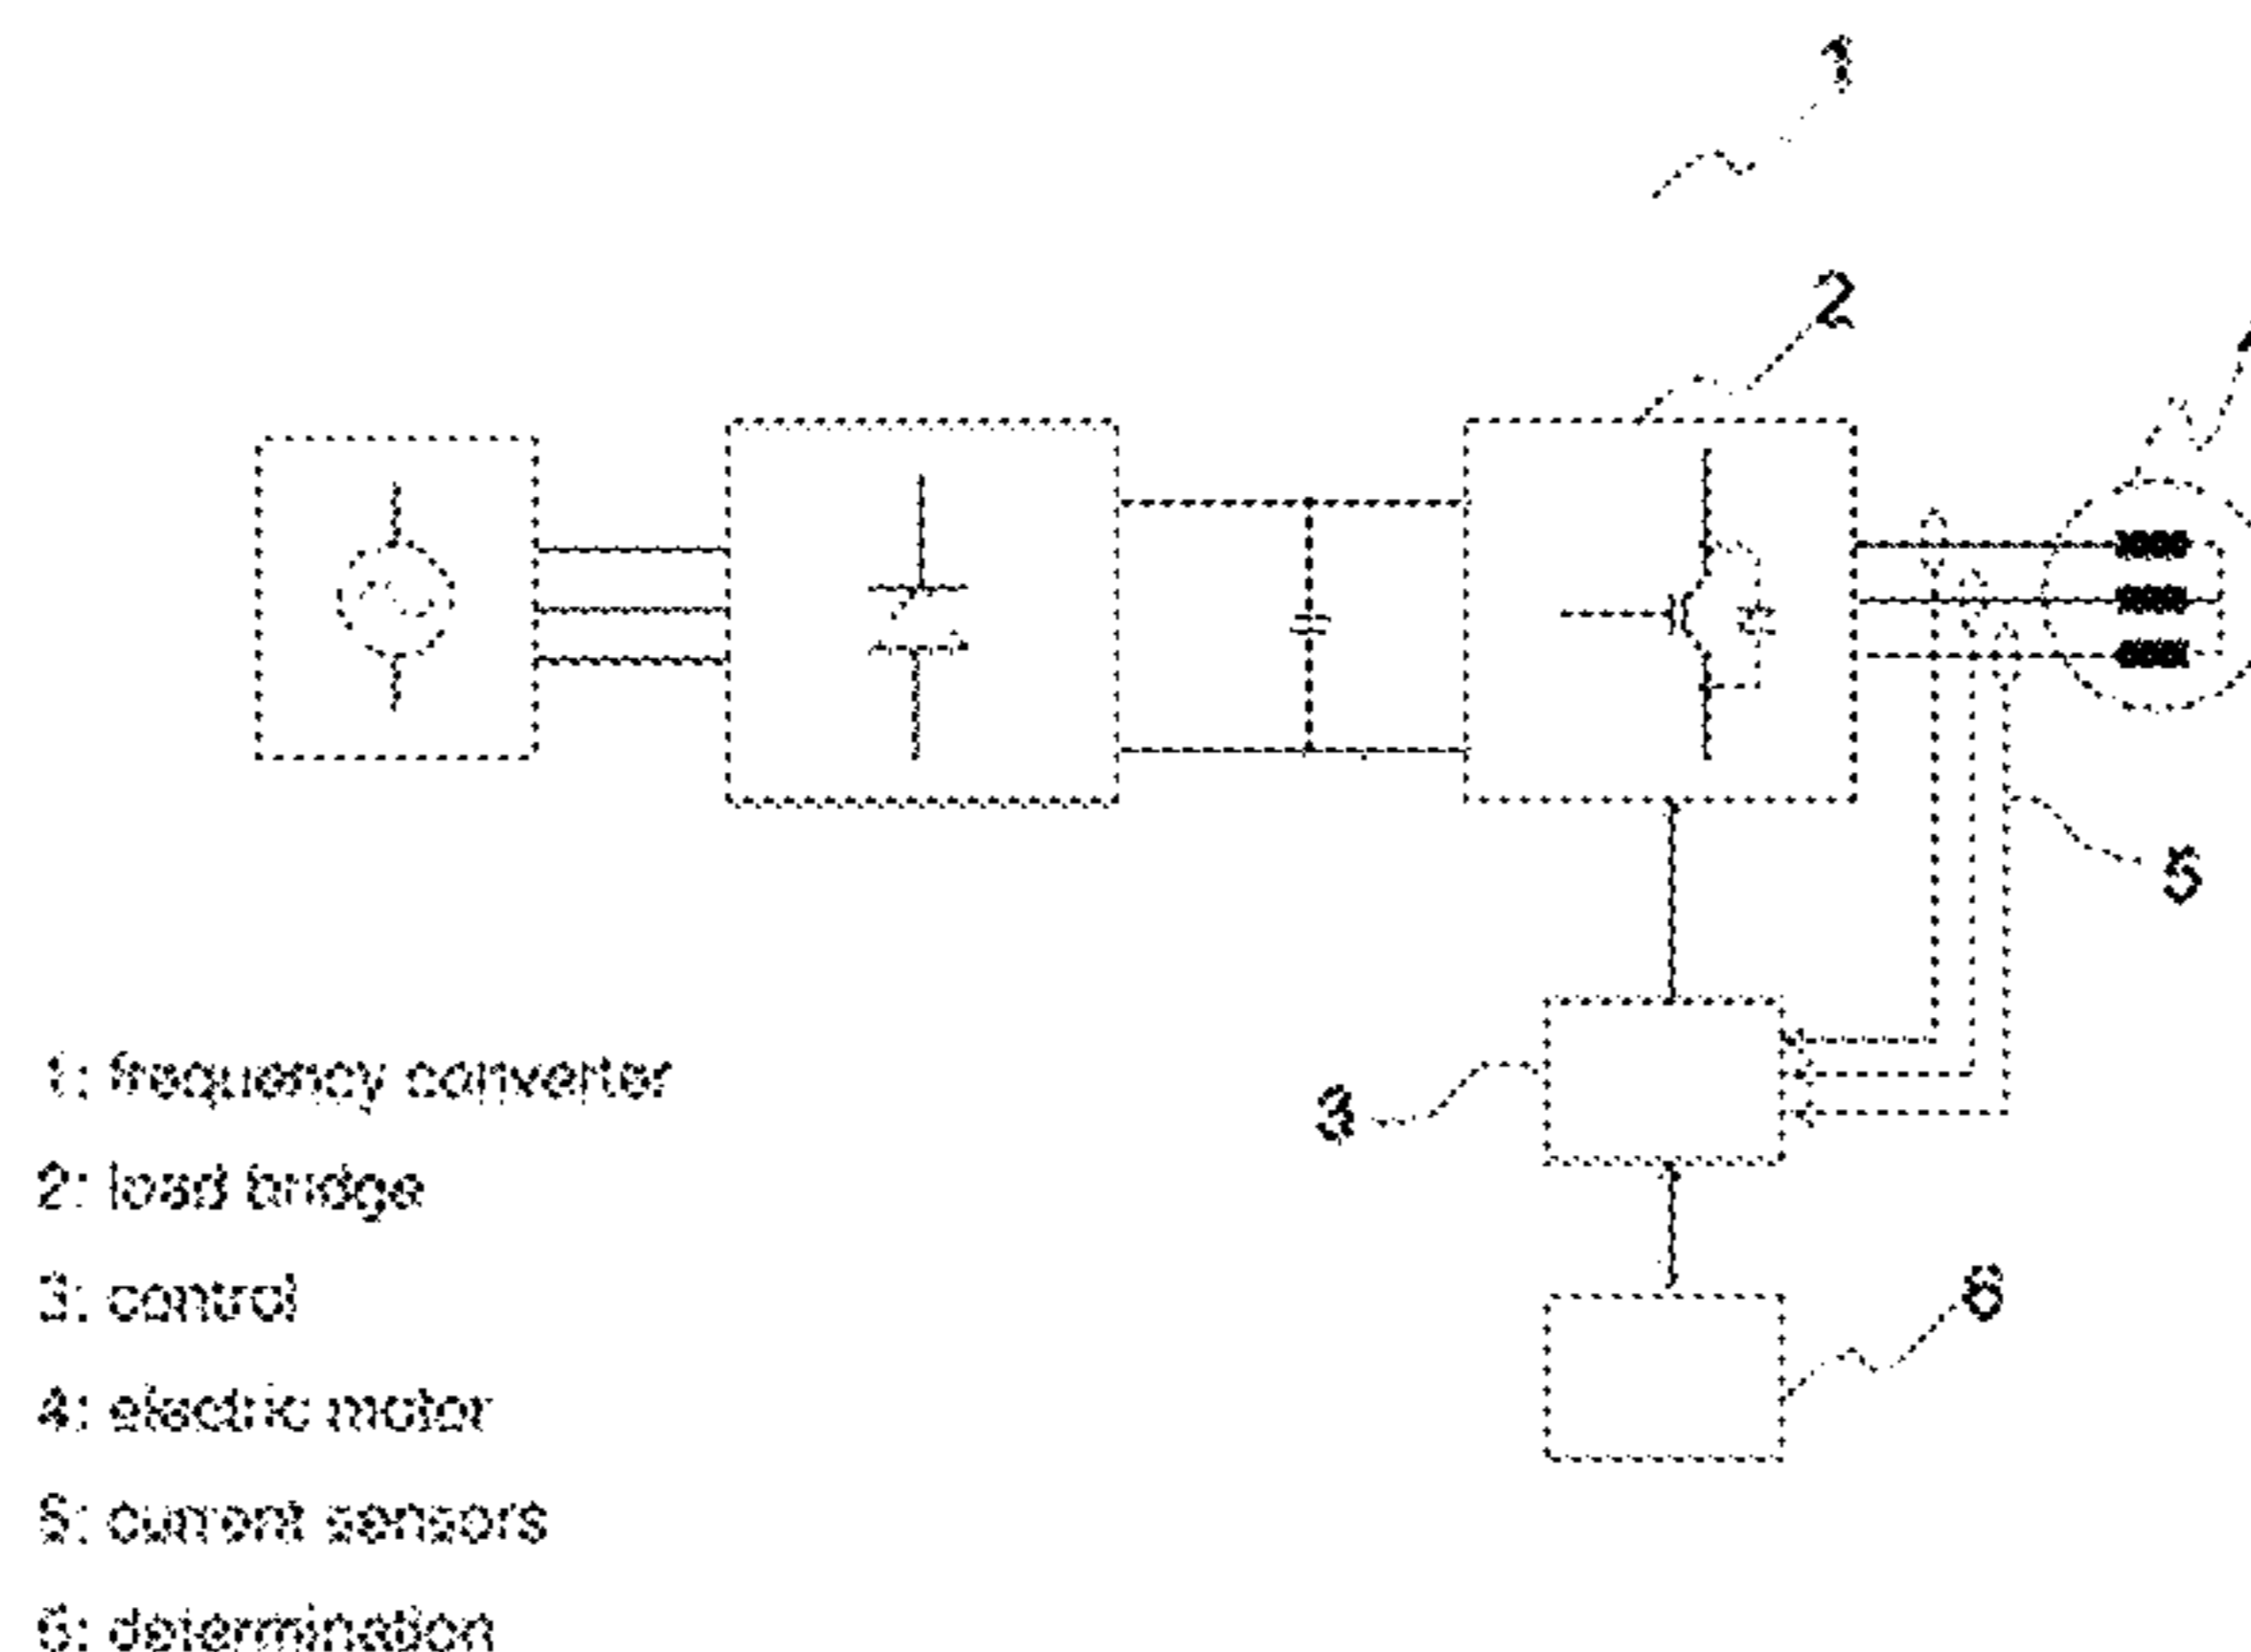 1
2
5
3
6
1: frequency converter
2: load bridge
3: control
4: electric motor
5: current sensors
6: determination